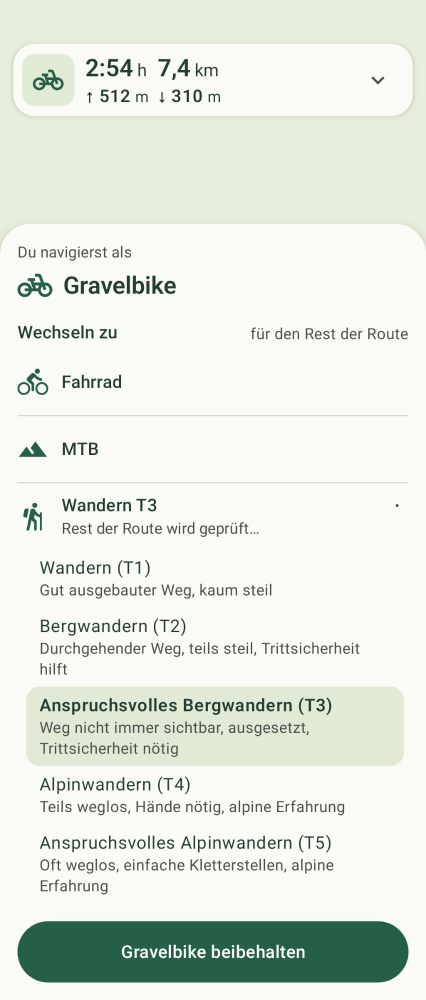 2:54 h 7,4 km
↑ 512 m ↓ 310 m
Du navigierst als
Gravelbike
Wechseln zu für den Rest der Route
Fahrrad
MTB
Wandern T3
Rest der Route wird geprüft…
Wandern (T1)
Gut ausgebauter Weg, kaum steil
Bergwandern (T2)
Durchgehender Weg, teils steil, Trittsicherheit
hilft
Anspruchsvolles Bergwandern (T3)
Weg nicht immer sichtbar, ausgesetzt,
Trittsicherheit nötig
Alpinwandern (T4)
Teils weglos, Hände nötig, alpine Erfahrung
Anspruchsvolles Alpinwandern (T5)
Oft weglos, einfache Kletterstellen, alpine
Erfahrung
Gravelbike beibehalten